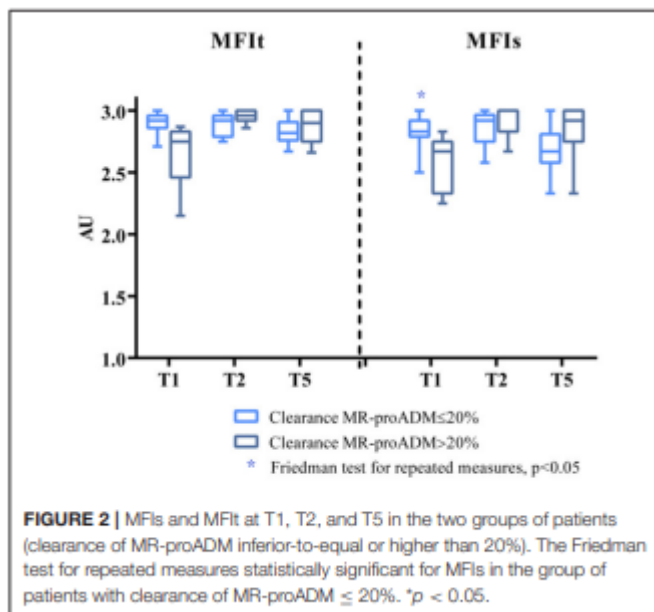 MFIt
MFIs
3.0
2.5
2.0
1.5
1.0
AU
*
T1 T2 T5 T1 T2 T5
Clearance MR-proADM≤20%
Clearance MR-proADM>20%
* Friedman test for repeated measures, p<0.05
FIGURE 2 | MFIs and MFIt at T1, T2, and T5 in the two groups of patients
(clearance of MR-proADM inferior-to-equal or higher than 20%). The Friedman
test for repeated measures statistically significant for MFIs in the group of
patients with clearance of MR-proADM ≤ 20%. *p < 0.05.